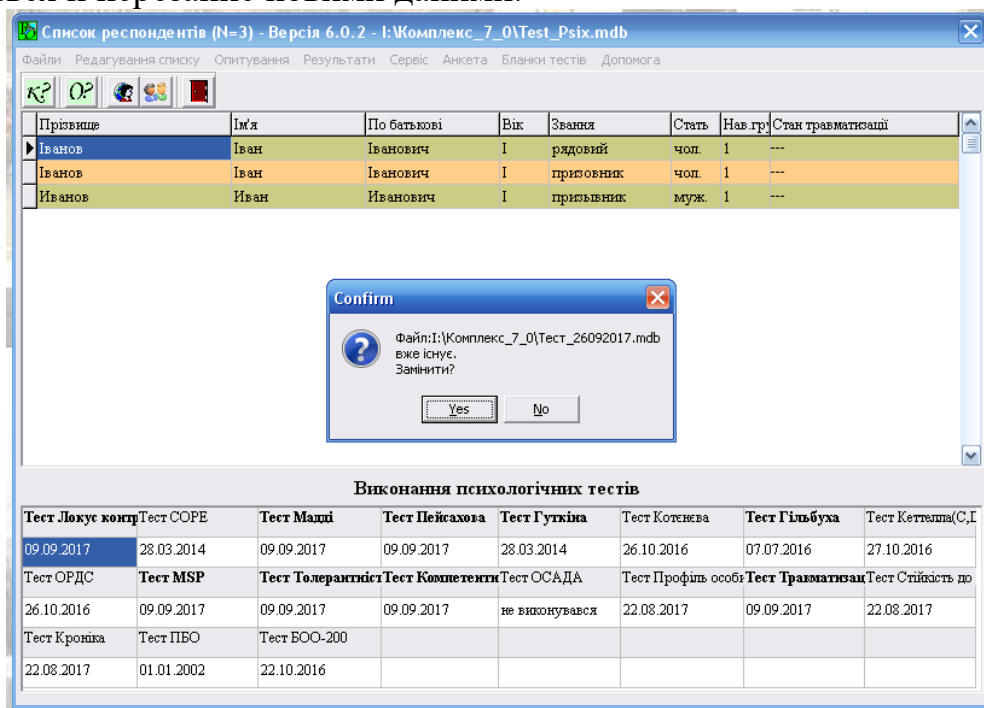 новими даними.
Список респондентів (N=3) - Версія 6.0.2 - I:\Комплекс_7_0\Test_Psix.mdb
Файли Редагування списку Опитування Результати Сервіс Анкета Бланки тестів Допомога
К? О?
Прізвище Ім'я По батькові Вік Звання Стать Нав.гру Стан травматизації
Іванов Іван Іванович I рядовий чол. 1 ---
Іванов Іван Іванович I призовник чол. 1 ---
Иванов Иван Иванович I призывник муж. 1 ---
Confirm
Файл:I:\Комплекс_7_0\Тест_26092017.mdb
вже існує.
Замінити?
Yes No
Виконання психологічних тестів
Тест Локус контр Тест COPE Тест Мадді Тест Пейсахова Тест Гуткіна Тест Котенєва Тест Гільбуха Тест Кеттелла(C,D
09.09.2017 28.03.2014 09.09.2017 09.09.2017 28.03.2014 26.10.2016 07.07.2016 27.10.2016
Тест ОРДС Тест MSP Тест Толерантніст Тест Компетентн Тест ОСАДА Тест Профіль особи Тест Травматизац Тест Стійкість до
26.10.2016 09.09.2017 09.09.2017 09.09.2017 не виконувався 22.08.2017 09.09.2017 22.08.2017
Тест Кроніка Тест ПБО Тест БОО-200
22.08.2017 01.01.2002 22.10.2016